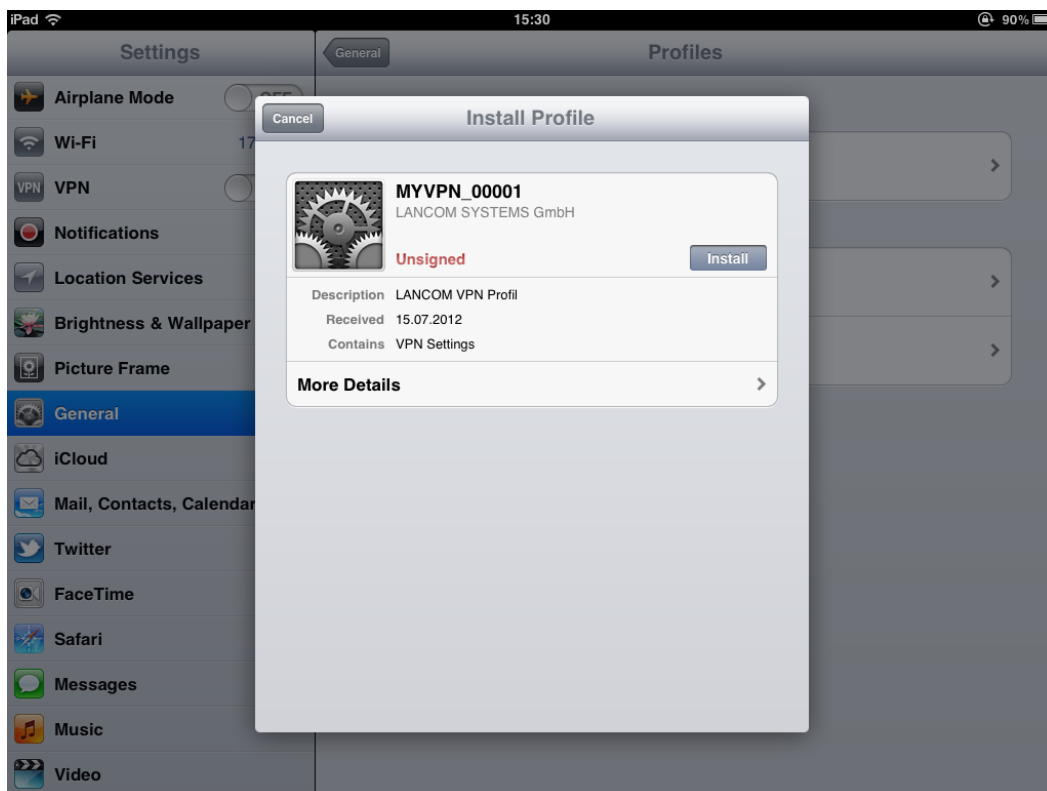 iPad 15:30 90%
Settings
General Profiles
Airplane Mode
Wi-Fi 17
VPN VPN
Notifications
Location Services
Brightness & Wallpaper
Picture Frame
General
iCloud
Mail, Contacts, Calendar
Twitter
FaceTime
Safari
Messages
Music
Video
Cancel Install Profile
MYVPN_00001
LANCOM SYSTEMS GmbH
Unsigned Install
Description LANCOM VPN Profil
Received 15.07.2012
Contains VPN Settings
More Details